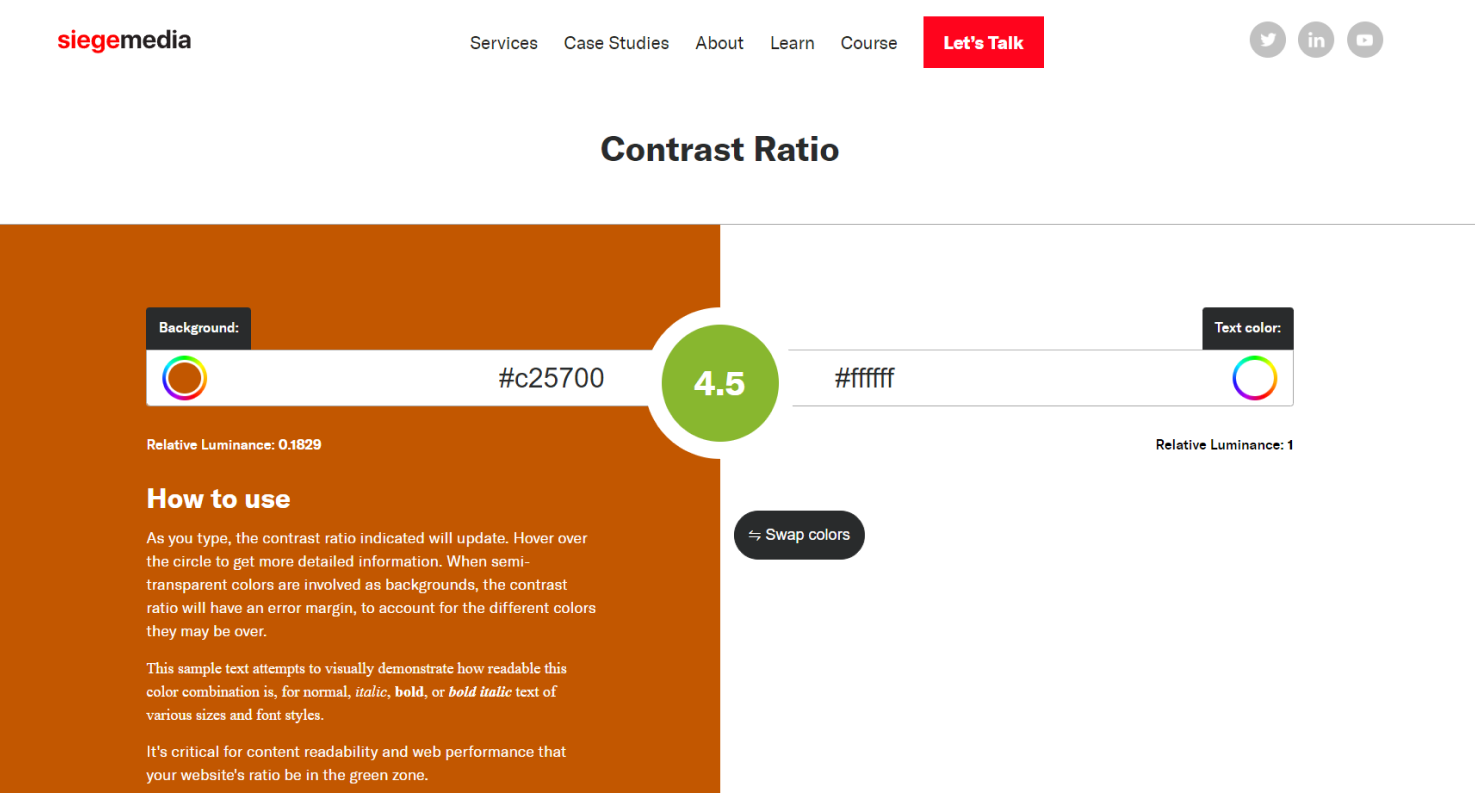 siegemedia
Services
Case Studies
About
Learn
Course
Let's Talk
in
Contrast Ratio
Background:
#c25700
4.5
Text color:
#ffffff
Relative Luminance: 0.1829
Relative Luminance: 1
How to use
As you type, the contrast ratio indicated will update. Hover over
the circle to get more detailed information. When semi-
transparent colors are involved as backgrounds, the contrast
ratio will have an error margin, to account for the different colors
they may be over.
⇋ Swap colors
This sample text attempts to visually demonstrate how readable this
color combination is, for normal, italic, bold, or bold italic text of
various sizes and font styles.
It's critical for content readability and web performance that
your website's ratio be in the green zone.